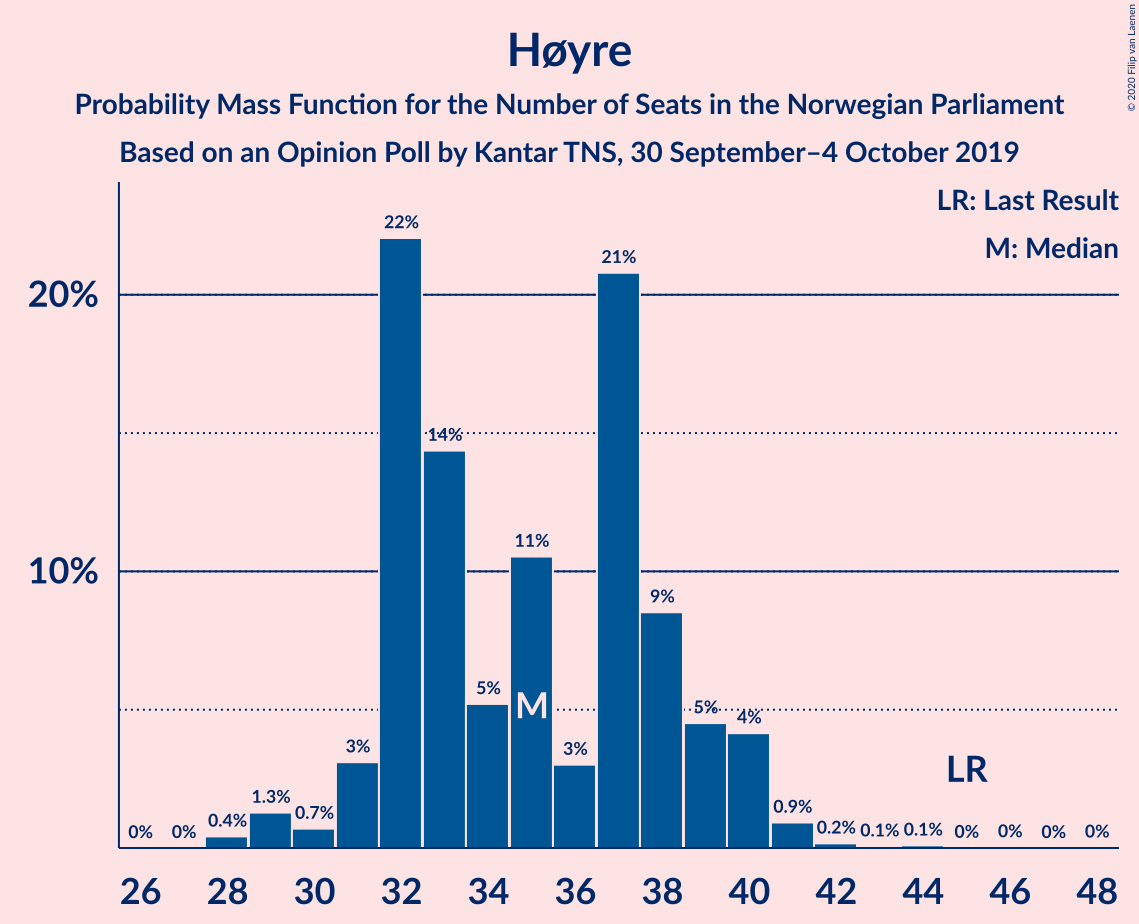 © 2020 Filip van Laenen
Høyre
Probability Mass Function for the Number of Seats in the Norwegian Parliament
Based on an Opinion Poll by Kantar TNS, 30 September–4 October 2019
LR: Last Result
M: Median
20%
10%
0% 0% 0.4% 1.3% 0.7% 3% 22% 14% 5% 11% 3% 21% 9% 5% 4% 0.9% 0.2% 0.1% 0.1% 0% 0% 0% 0%
M
LR
26 28 30 32 34 36 38 40 42 44 46 48